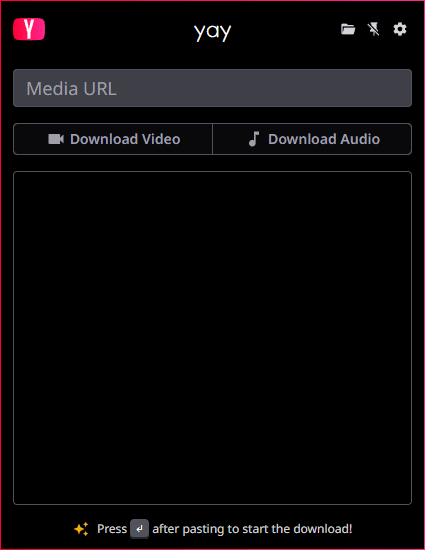 Y
yay
Media URL
Download Video
Download Audio
Press ↵ after pasting to start the download!